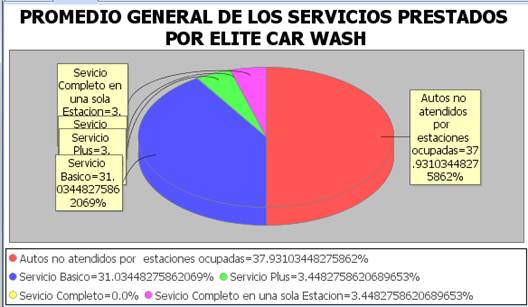 PROMEDIO GENERAL DE LOS SERVICIOS PRESTADOS
POR ELITE CAR WASH
Sevicio
Completo en
una sola
Estacion=3.
Servicio
Plus=3.
Servicio
Basico=31.0
344827586
2069%
Autos no
atendidos
por
estaciones
ocupadas=37
.9310344827
5862%
Autos no atendidos por estaciones ocupadas=37.93103448275862%
Servicio Basico=31.03448275862069%
Servicio Plus=3.4482758620689653%
Servicio Completo=0.0%
Sevicio Completo en una sola Estacion=3.4482758620689653%